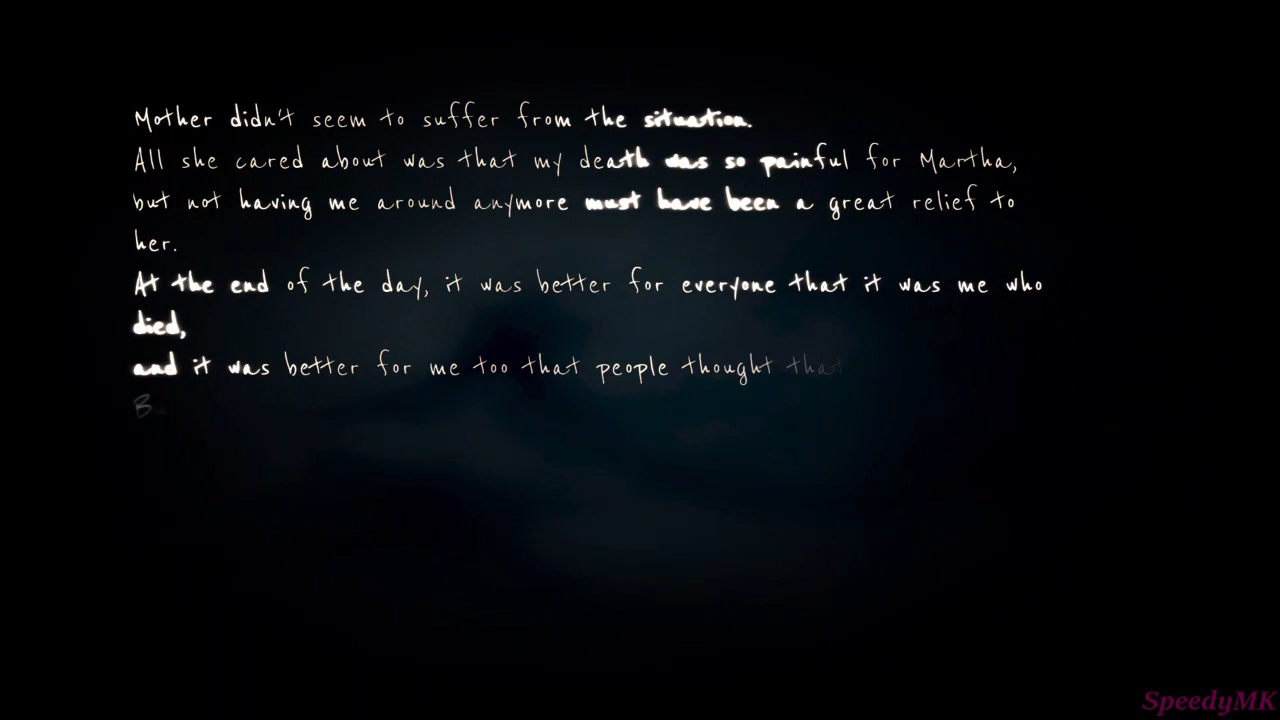 Mother didn't seem to suffer from the situation.
All she cared about was that my death was so painful for Martha,
but not having me around anymore must have been a great relief to
her.
At the end of the day, it was better for everyone that it was me who
died,
and it was better for me too that people thought that
B
SpeedyMK